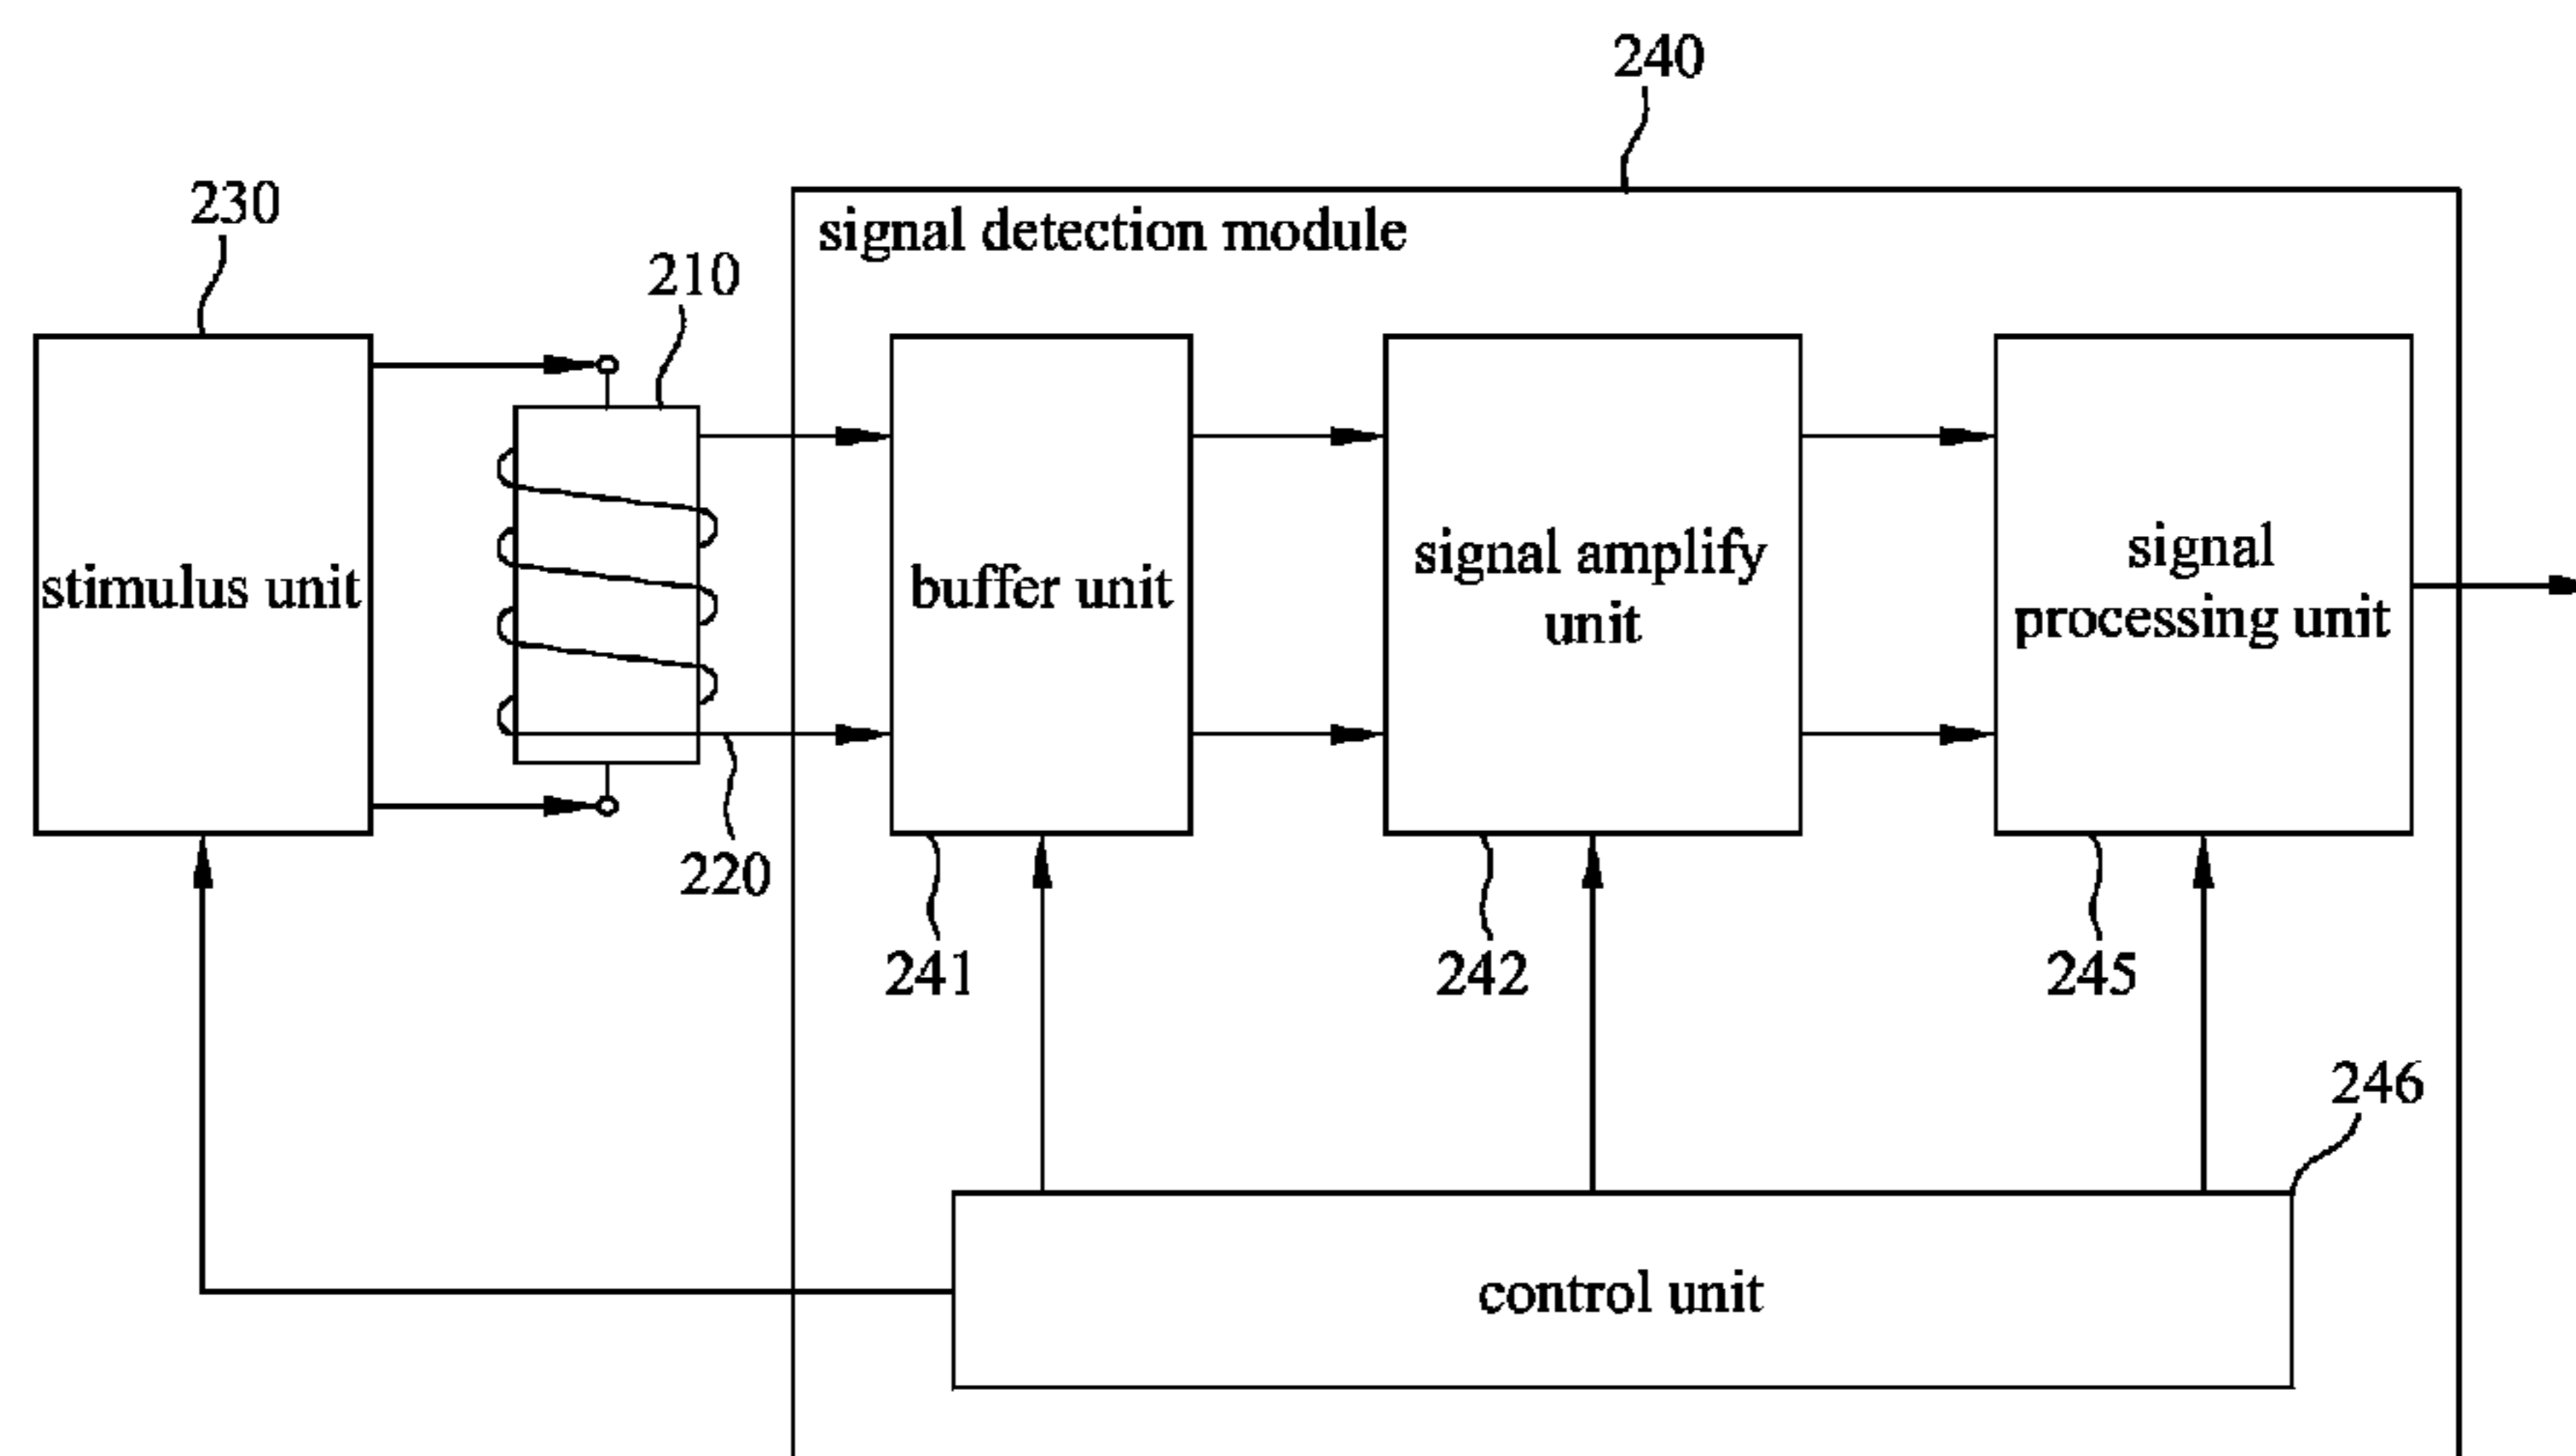 240
230
signal detection module
210
stimulus unit
buffer unit
signal amplify
unit
signal
processing unit
220
241
242
245
246
control unit